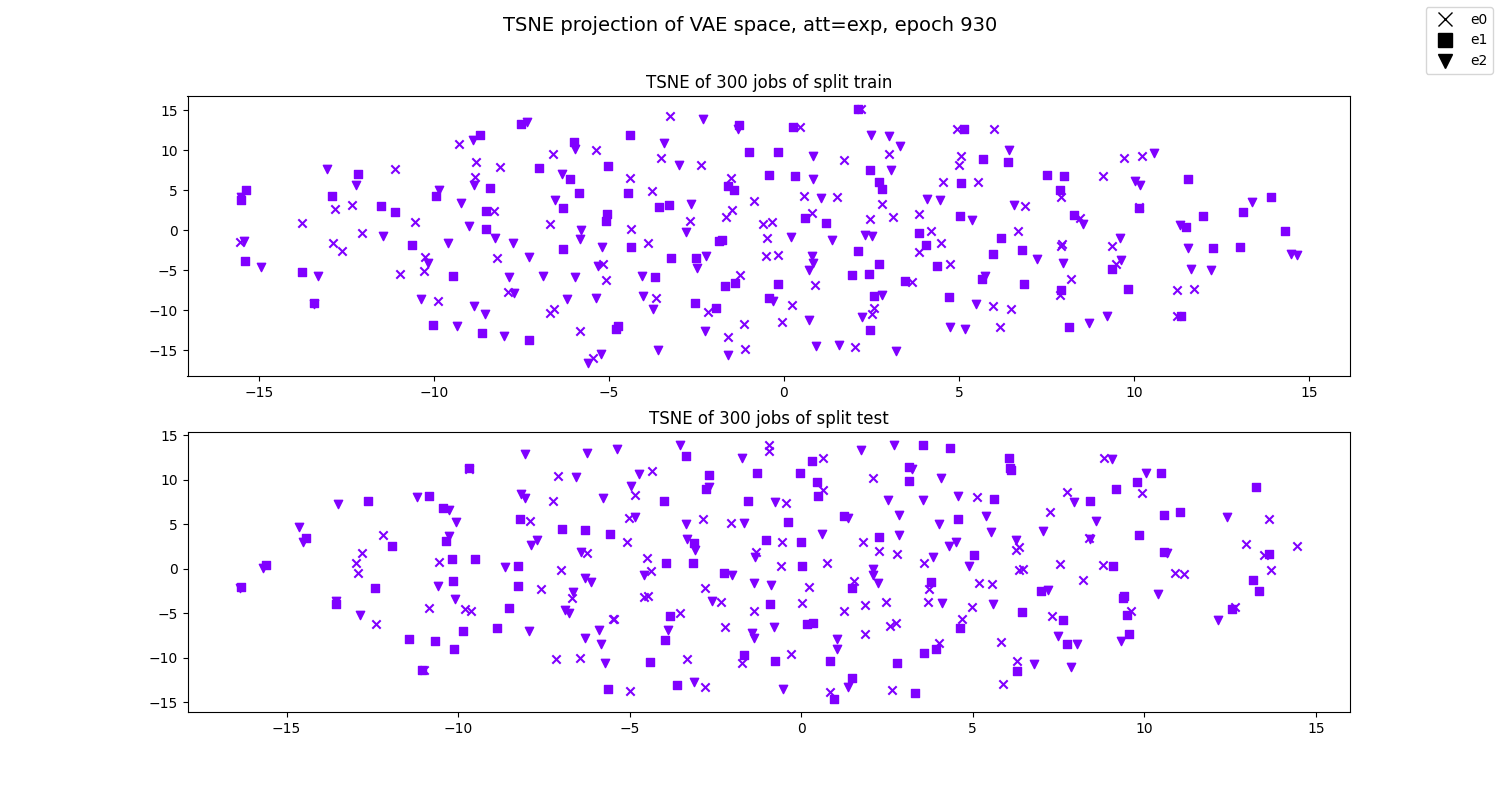 TSNE projection of VAE space, att=exp, epoch 930
e0
e1
e2
TSNE of 300 jobs of split train
15
10
5
0
−5
−10
−15
−15 −10 −5 0 5 10 15
TSNE of 300 jobs of split test
15
10
5
0
−5
−10
−15
−15 −10 −5 0 5 10 15